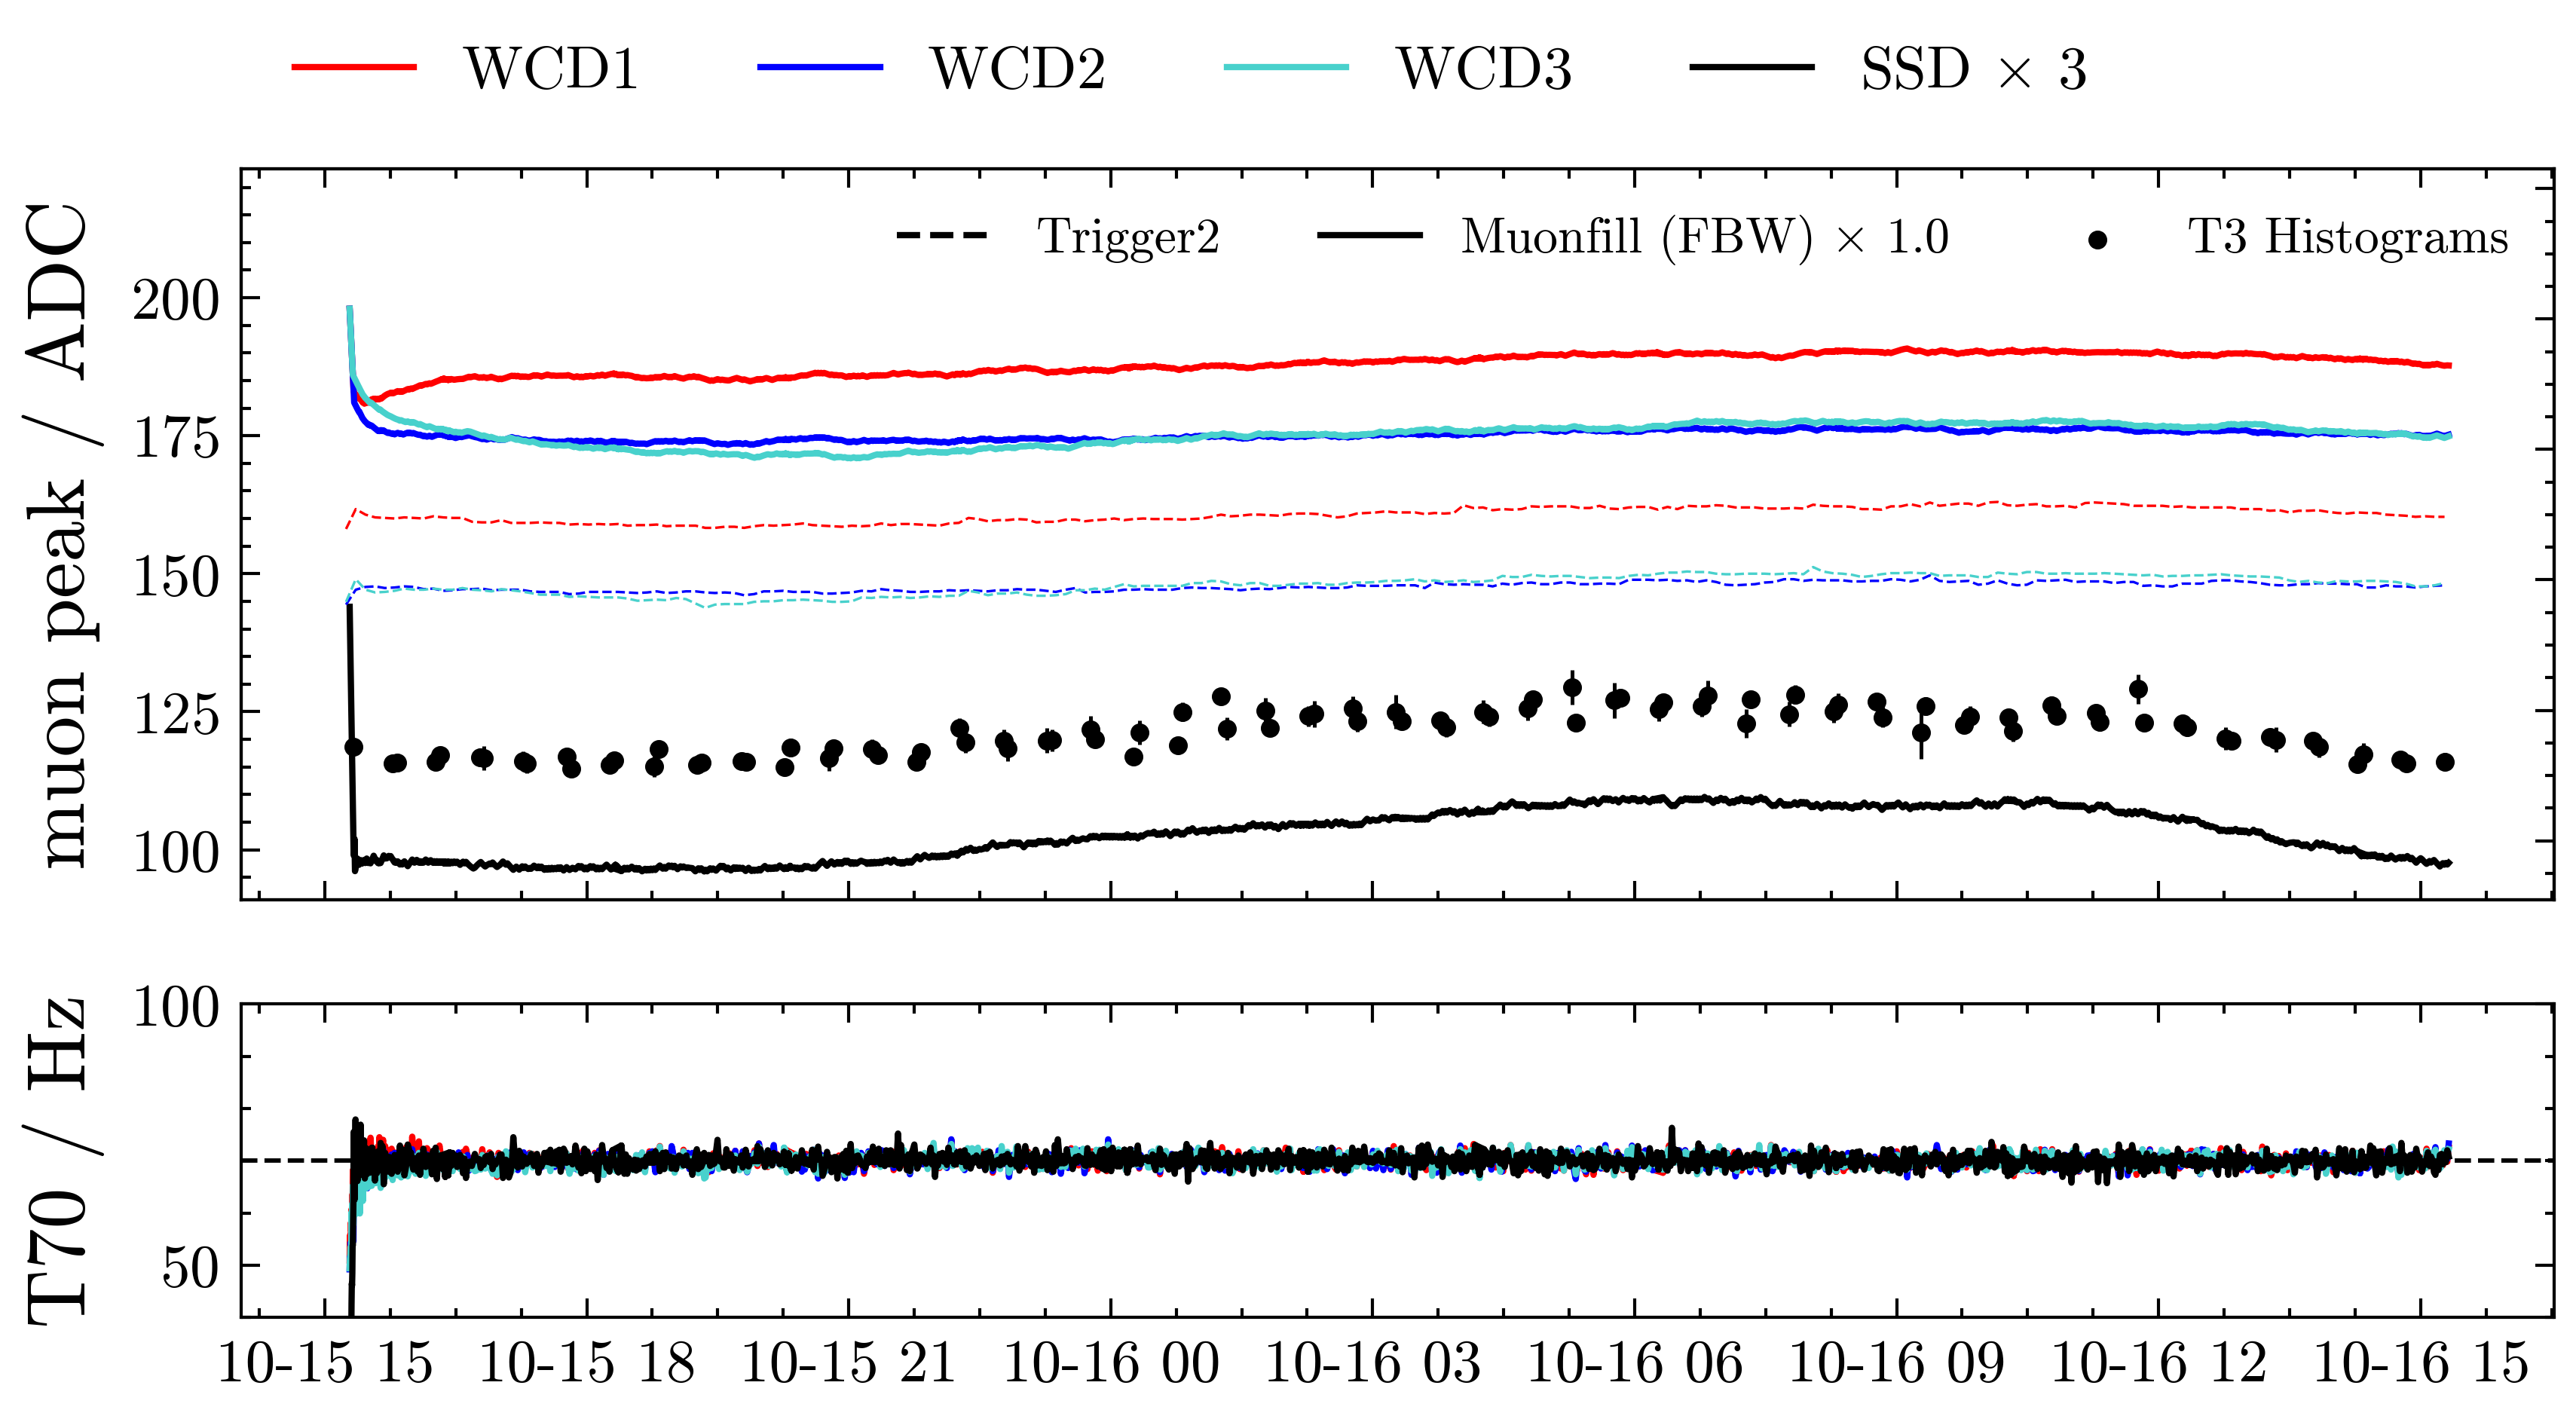 WCD1 WCD2 WCD3 SSD × 3
Trigger2 Muonfill (FBW) × 1.0 T3 Histograms
muon peak / ADC
200
175
150
125
100
T70 / Hz
100
50
10-15 15 10-15 18 10-15 21 10-16 00 10-16 03 10-16 06 10-16 09 10-16 12 10-16 15